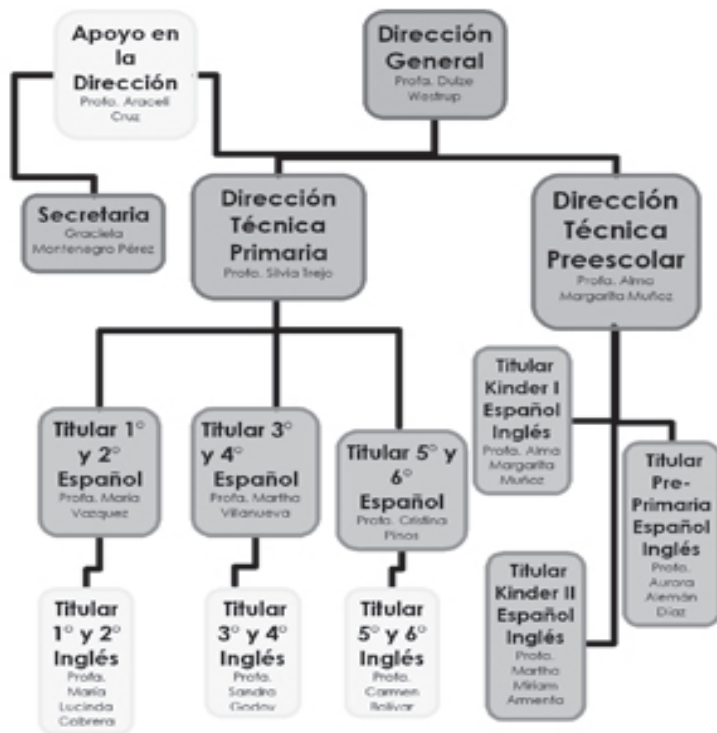 Apoyo en
la
Dirección
Profa. Araceli
Cruz
Dirección
General
Profa. Dulze
Westrup
Secretaria
Graciela
Montenegro Pérez
Dirección
Técnica
Primaria
Profa. Silvia Trejo
Dirección
Técnica
Preescolar
Profa. Alma
Margarita Muñoz
Titular 1°
y 2°
Español
Profa. María
Vazquez
Titular 3°
y 4°
Español
Profa. Martha
Villanueva
Titular 5° y
6°
Español
Profa. Cristina
Pinos
Titular
Kinder I
Español
Inglés
Profa. Alma
Margarita
Muñoz
Titular
Pre-
Primaria
Español
Inglés
Profa.
Aurora
Alemán
Díaz
Titular
Kinder II
Español
Inglés
Profa.
Martha
Miriam
Armenta
Titular
1° y 2°
Inglés
Profa.
María
Lucinda
Cabrera
Titular
3° y 4°
Inglés
Profa.
Sandra
Godoy
Titular
5° y 6°
Inglés
Profa.
Carmen
Bolívar